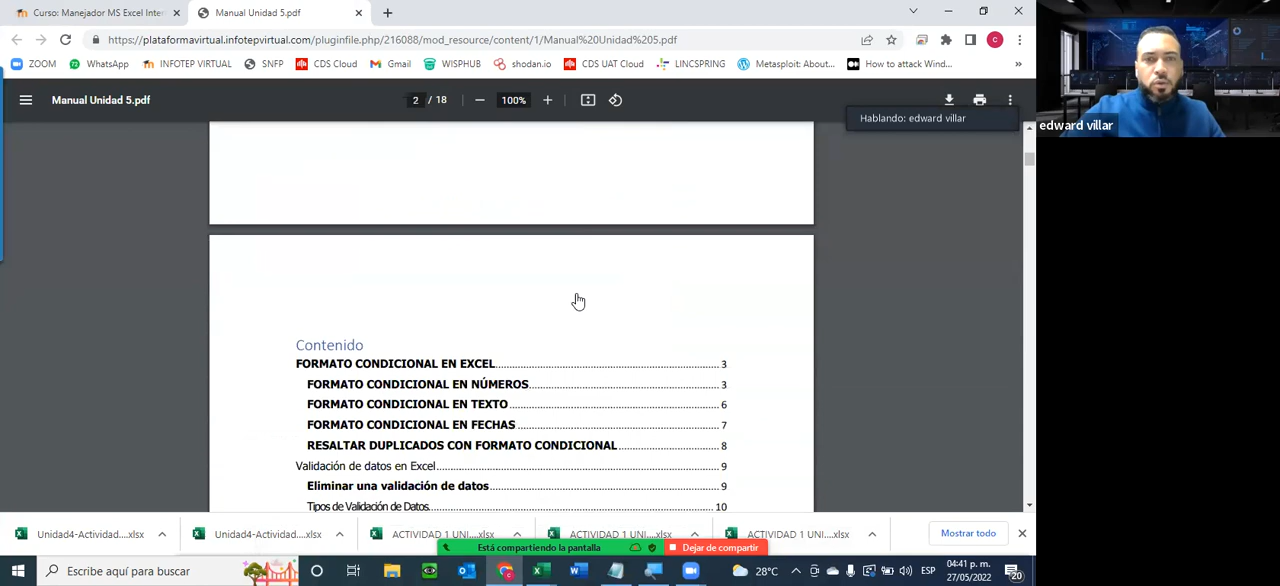 Curso: Manejador MS Excel Inter
Manual Unidad 5.pdf
https://plataformavirtual.infotepvirtual.com/pluginfile.php/216088/mod_resource/content/1/Manual%20Unidad%205.pdf
ZOOM WhatsApp INFOTEP VIRTUAL SNFP CDS Cloud Gmail WISPHUB shodan.io CDS UAT Cloud LINCSPRING Metasploit: About... How to attack Wind... »
Manual Unidad 5.pdf 2 / 18 100%
Hablando: edward villar
edward villar
Contenido
FORMATO CONDICIONAL EN EXCEL 3
FORMATO CONDICIONAL EN NÚMEROS 3
FORMATO CONDICIONAL EN TEXTO 6
FORMATO CONDICIONAL EN FECHAS 7
RESALTAR DUPLICADOS CON FORMATO CONDICIONAL 8
Validación de datos en Excel 9
Eliminar una validación de datos 9
Tipos de Validación de Datos 10
Unidad4-Actividad....xlsx Unidad4-Actividad....xlsx ACTIVIDAD 1 UNI....xlsx ACTIVIDAD 1 UNI....xlsx ACTIVIDAD 1 UNI....xlsx Mostrar todo
Está compartiendo la pantalla Dejar de compartir
Escribe aquí para buscar 28°C ESP 04:41 p. m.
27/05/2022 20